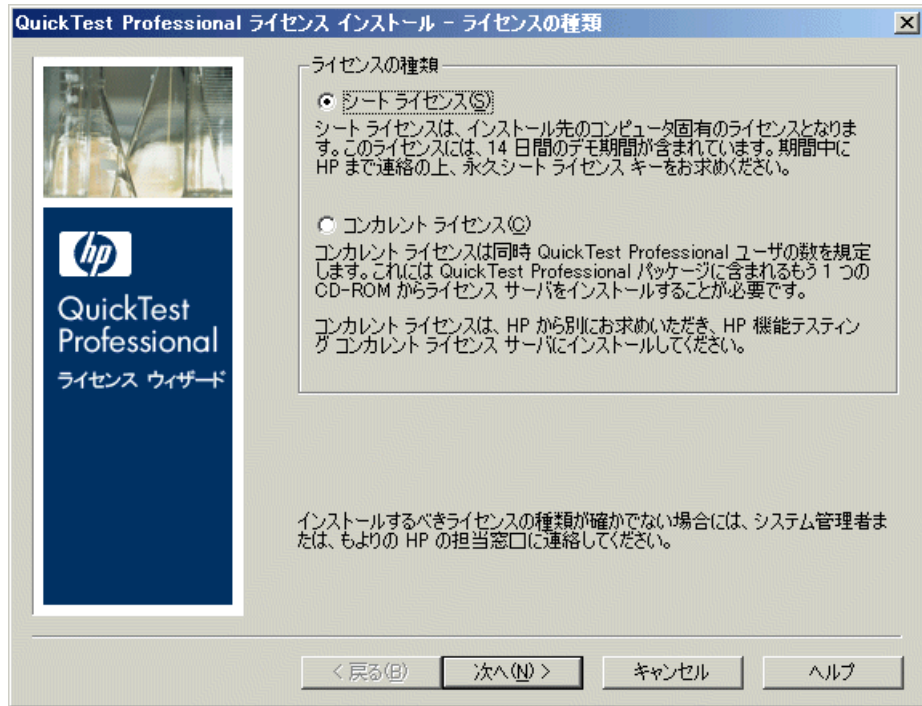 QuickTest Professional ライセンス インストール - ライセンスの種類
ライセンスの種類
シート ライセンス(S)
シート ライセンスは、インストール先のコンピュータ固有のライセンスとなりま
す。このライセンスには、14 日間のデモ期間が含まれています。期間中に
HP まで連絡の上、永久シート ライセンス キーをお求めください。
コンカレント ライセンス(C)
コンカレント ライセンスは同時 QuickTest Professional ユーザの数を規定
します。これには QuickTest Professional パッケージに含まれるもう 1 つの
CD-ROM からライセンス サーバをインストールすることが必要です。
コンカレント ライセンスは、HP から別にお求めいただき、HP 機能テスティン
グ コンカレント ライセンス サーバにインストールしてください。
hp
QuickTest
Professional
ライセンス ウィザード
インストールするべきライセンスの種類が確かでない場合には、システム管理者ま
たは、もよりの HP の担当窓口に連絡してください。
< 戻る(B)
次へ(N) >
キャンセル
ヘルプ